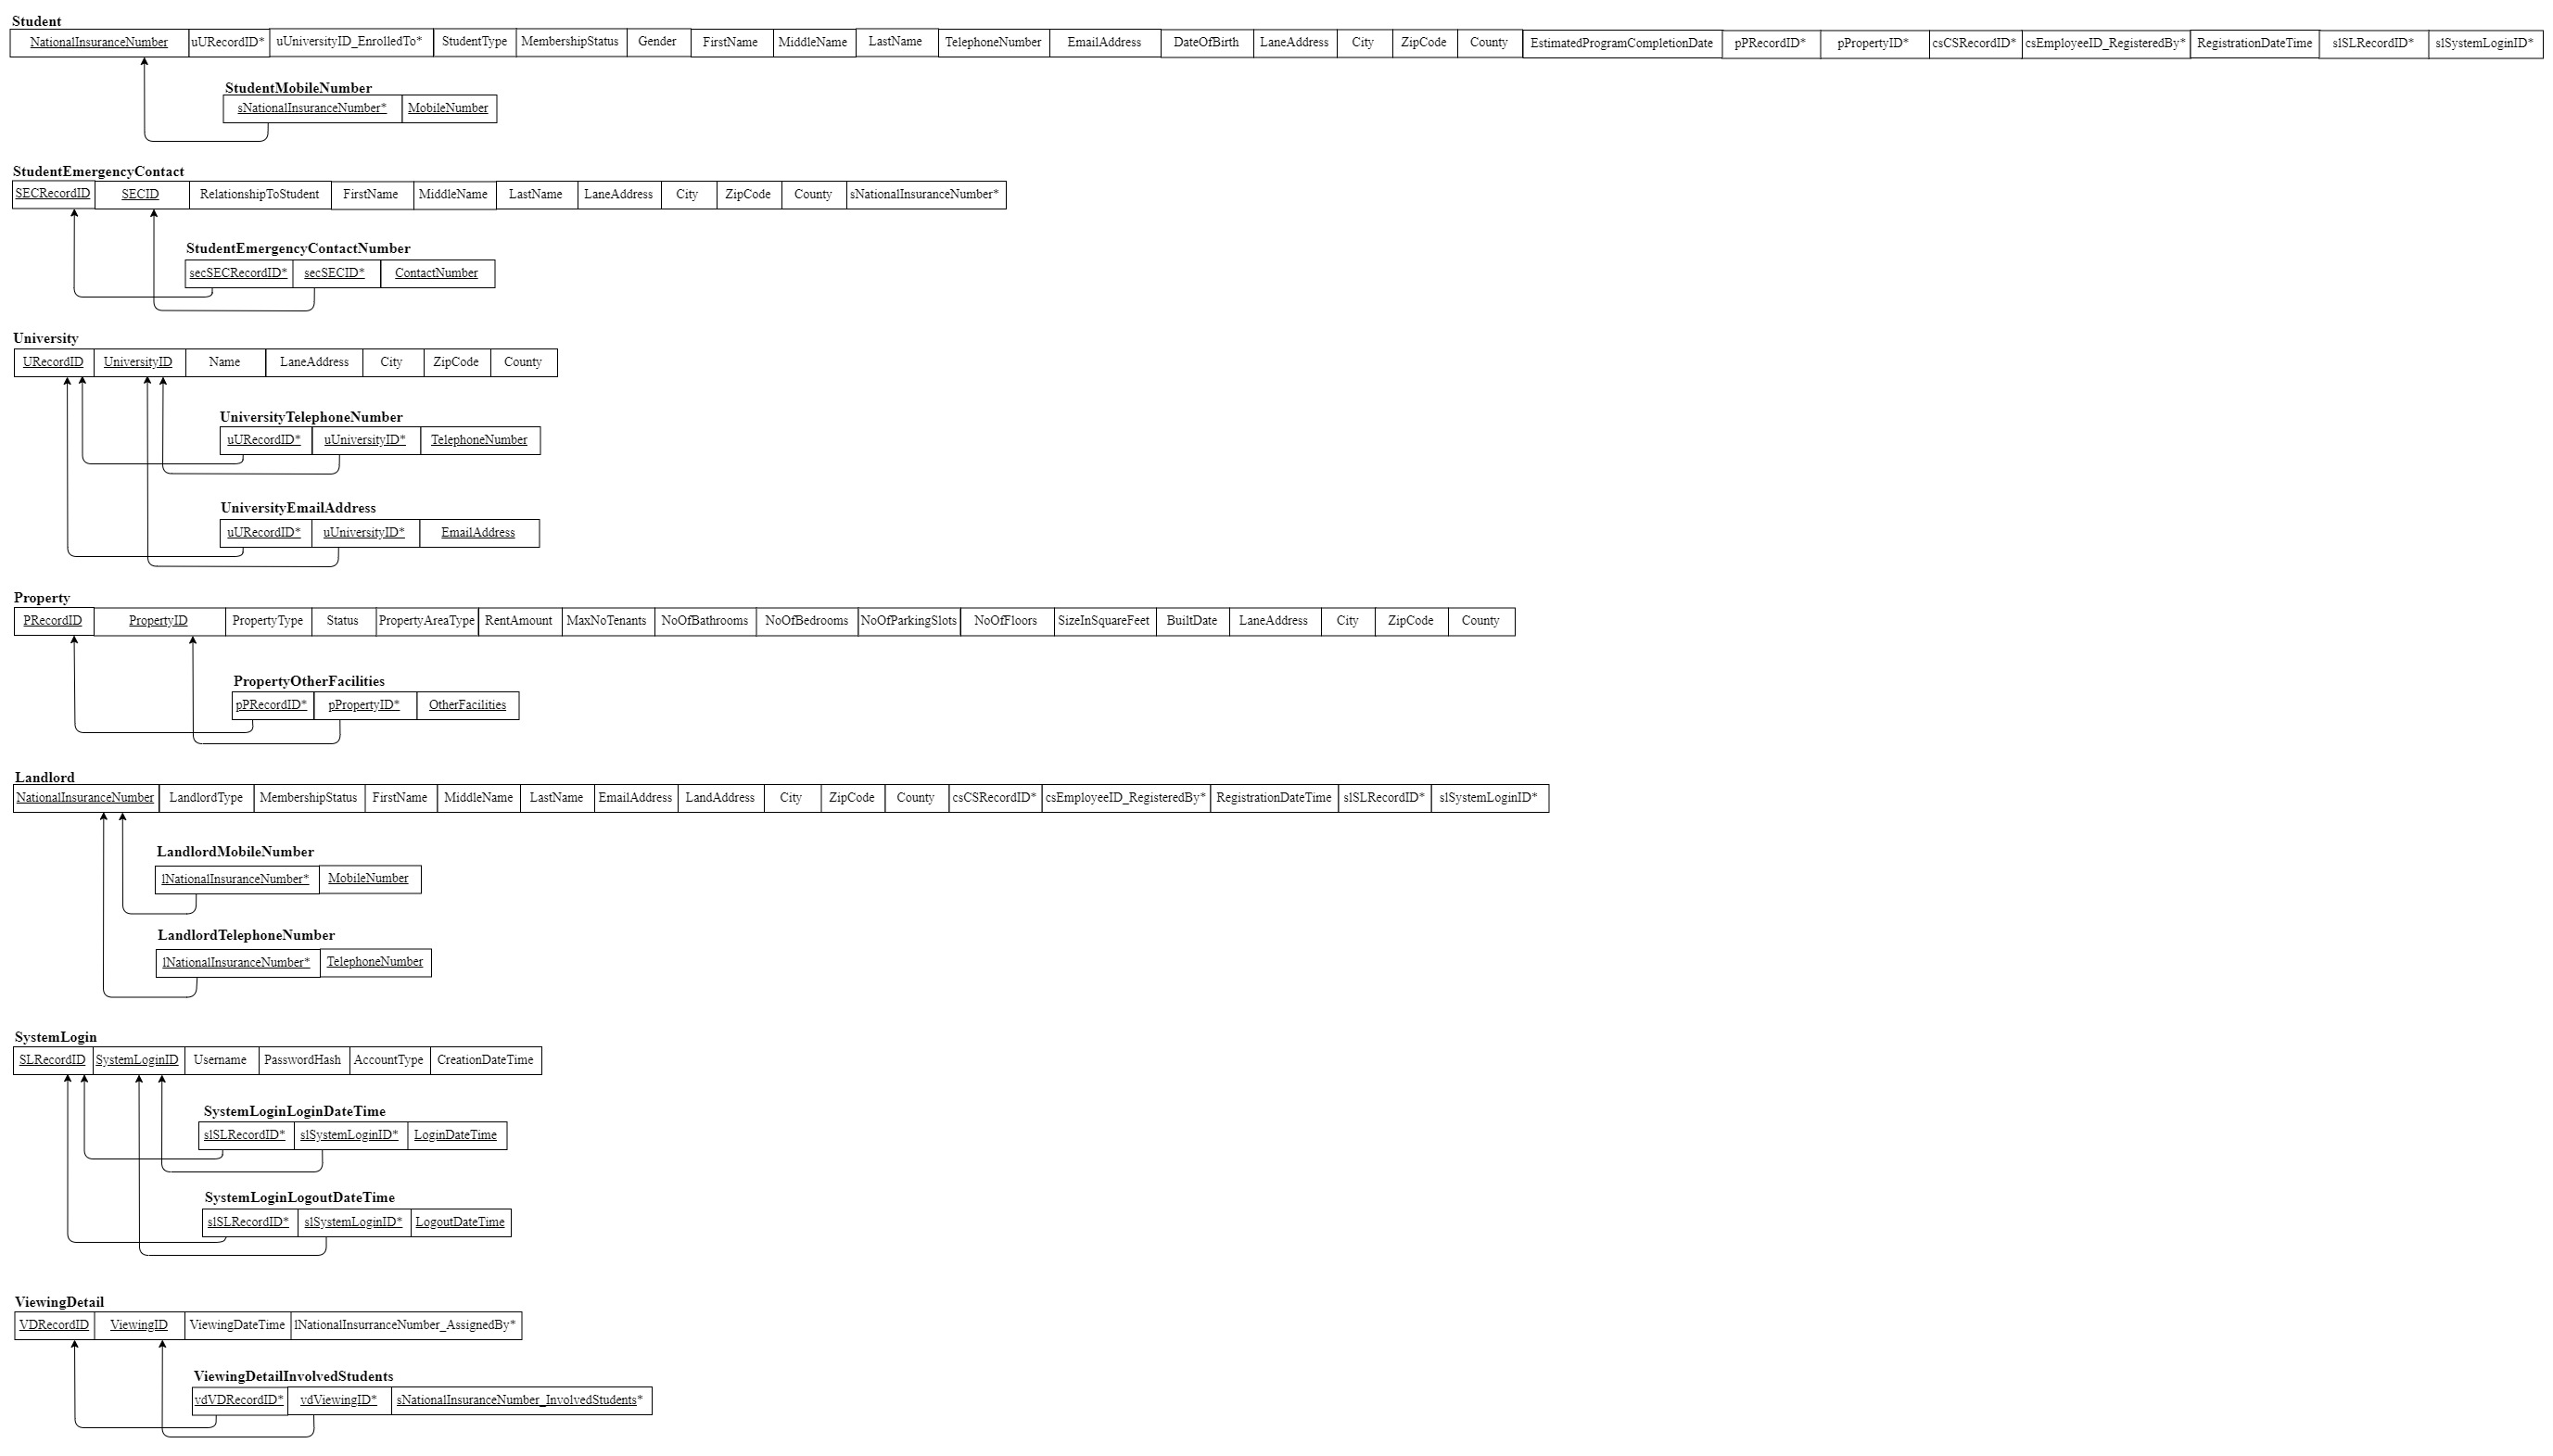 Student
NationalInsuranceNumber uURecordID* uUniversityID_EnrolledTo* StudentType MembershipStatus Gender FirstName MiddleName LastName TelephoneNumber EmailAddress DateOfBirth LaneAddress City ZipCode County EstimatedProgramCompletionDate pPRecordID* pPropertyID* csCSRecordID* csEmployeeID_RegisteredBy* RegistrationDateTime slSLRecordID* slSystemLoginID*
StudentMobileNumber
sNationalInsuranceNumber* MobileNumber
StudentEmergencyContact
SECRecordID SECID RelationshipToStudent FirstName MiddleName LastName LaneAddress City ZipCode County sNationalInsuranceNumber*
StudentEmergencyContactNumber
secSECRecordID* secSECID* ContactNumber
University
URecordID UniversityID Name LaneAddress City ZipCode County
UniversityTelephoneNumber
uURecordID* uUniversityID* TelephoneNumber
UniversityEmailAddress
uURecordID* uUniversityID* EmailAddress
Property
PRecordID PropertyID PropertyType Status PropertyAreaType RentAmount MaxNoTenants NoOfBathrooms NoOfBedrooms NoOfParkingSlots NoOfFloors SizeInSquareFeet BuiltDate LaneAddress City ZipCode County
PropertyOtherFacilities
pPRecordID* pPropertyID* OtherFacilities
Landlord
NationalInsuranceNumber LandlordType MembershipStatus FirstName MiddleName LastName EmailAddress LandAddress City ZipCode County csCSRecordID* csEmployeeID_RegisteredBy* RegistrationDateTime slSLRecordID* slSystemLoginID*
LandlordMobileNumber
lNationalInsuranceNumber* MobileNumber
LandlordTelephoneNumber
lNationalInsuranceNumber* TelephoneNumber
SystemLogin
SLRecordID SystemLoginID Username PasswordHash AccountType CreationDateTime
SystemLoginLoginDateTime
slSLRecordID* slSystemLoginID* LoginDateTime
SystemLoginLogoutDateTime
slSLRecordID* slSystemLoginID* LogoutDateTime
ViewingDetail
VDRecordID ViewingID ViewingDateTime lNationalInsurranceNumber_AssignedBy*
ViewingDetailInvolvedStudents
vdVDRecordID* vdViewingID* sNationalInsuranceNumber_InvolvedStudents*